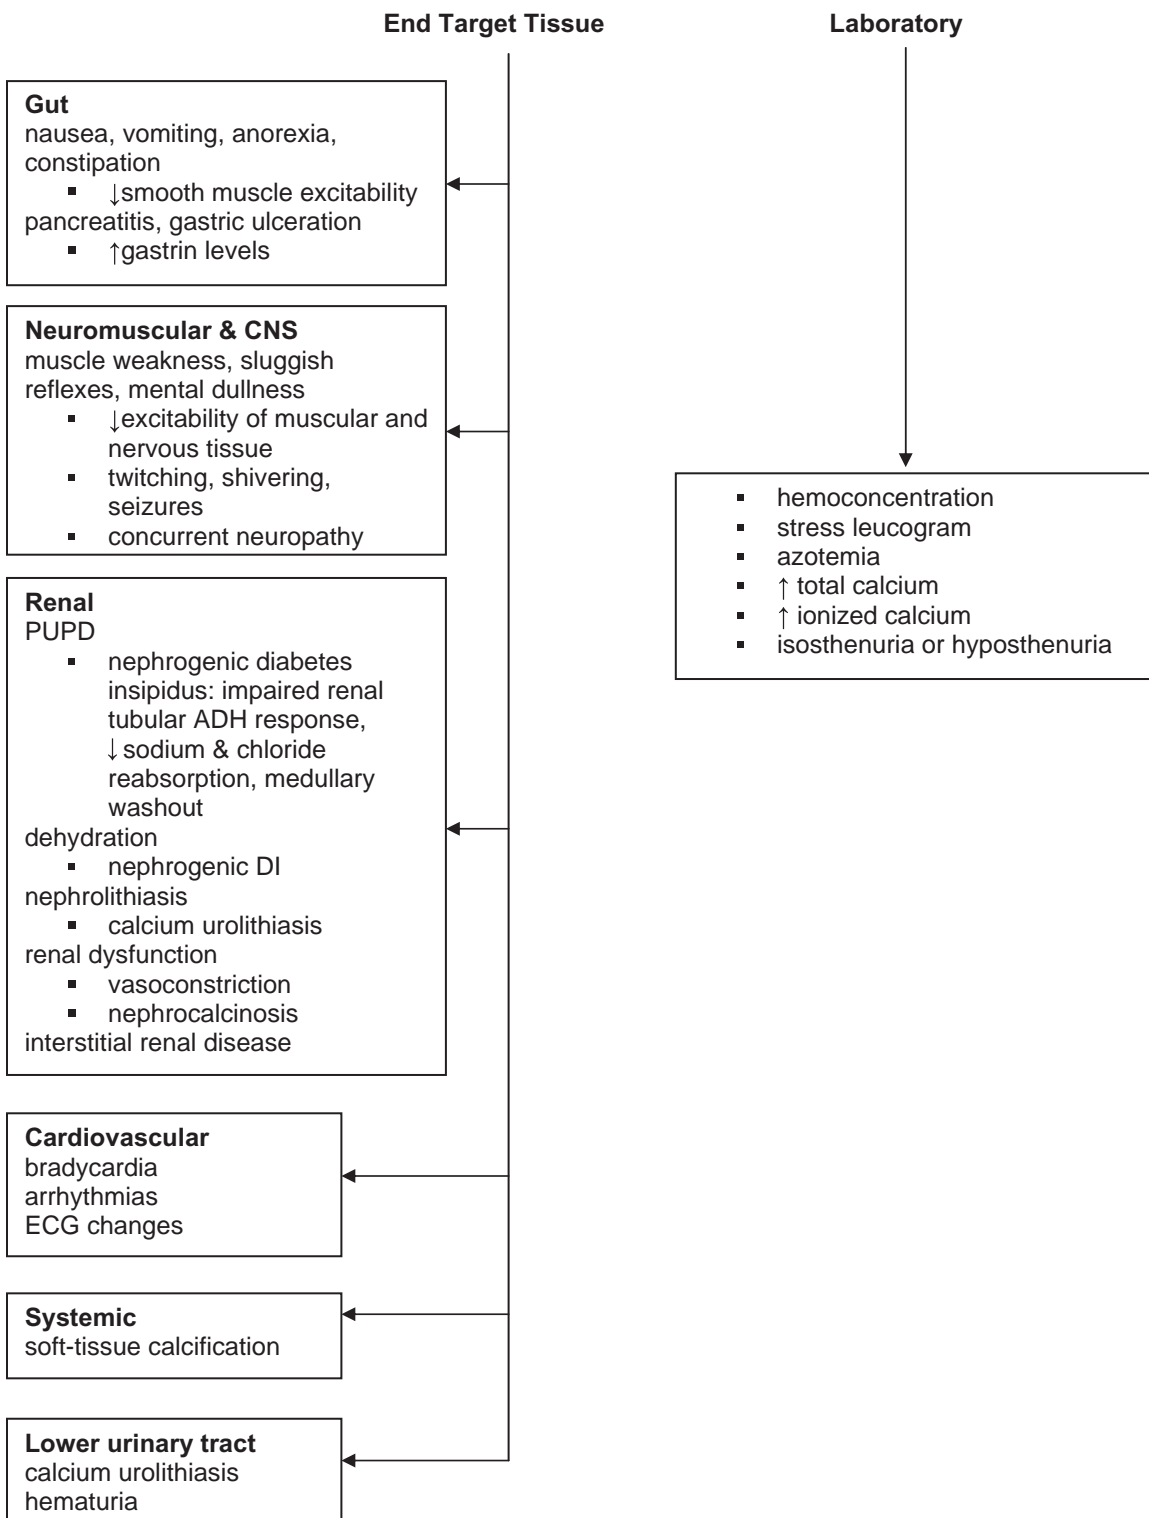 End Target Tissue
Laboratory
Gut
nausea, vomiting, anorexia,
constipation
▪ ↓smooth muscle excitability
pancreatitis, gastric ulceration
▪ ↑gastrin levels
Neuromuscular & CNS
muscle weakness, sluggish
reflexes, mental dullness
▪ ↓excitability of muscular and
nervous tissue
▪ twitching, shivering,
seizures
▪ concurrent neuropathy
Renal
PUPD
▪ nephrogenic diabetes
insipidus: impaired renal
tubular ADH response,
↓sodium & chloride
reabsorption, medullary
washout
dehydration
▪ nephrogenic DI
nephrolithiasis
▪ calcium urolithiasis
renal dysfunction
▪ vasoconstriction
▪ nephrocalcinosis
interstitial renal disease
Cardiovascular
bradycardia
arrhythmias
ECG changes
Systemic
soft-tissue calcification
Lower urinary tract
calcium urolithiasis
hematuria
▪ hemoconcentration
▪ stress leucogram
▪ azotemia
▪ ↑ total calcium
▪ ↑ ionized calcium
▪ isosthenuria or hyposthenuria